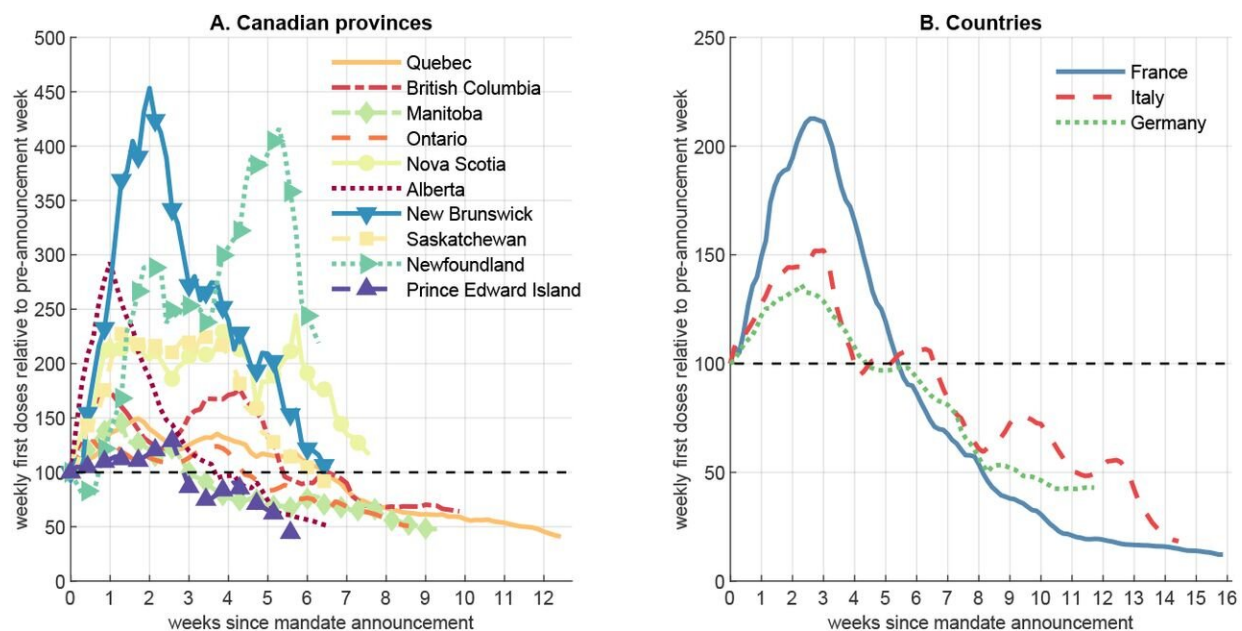 A. Canadian provinces
weekly first doses relative to pre-announcement week
500
450
400
350
300
250
200
150
100
50
0
Quebec
British Columbia
Manitoba
Ontario
Nova Scotia
Alberta
New Brunswick
Saskatchewan
Newfoundland
Prince Edward Island
0 1 2 3 4 5 6 7 8 9 10 11 12
weeks since mandate announcement
B. Countries
weekly first doses relative to pre-announcement week
250
200
150
100
50
0
France
Italy
Germany
0 1 2 3 4 5 6 7 8 9 10 11 12 13 14 15 16
weeks since mandate announcement